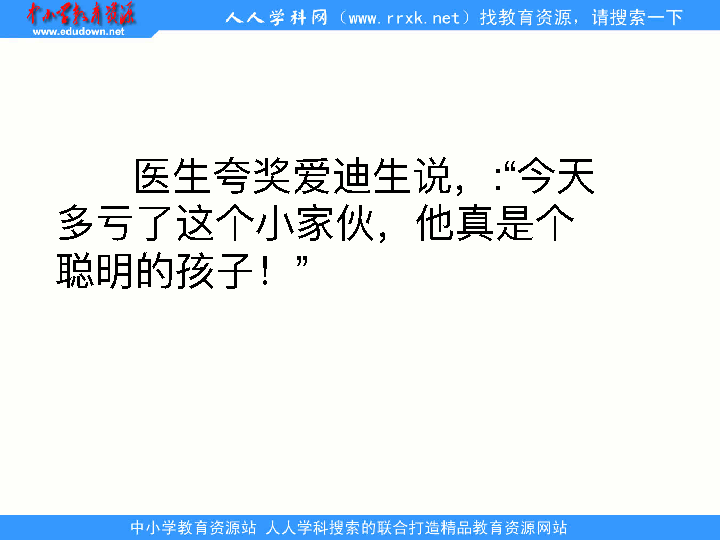 中小学教育资源
www.edudown.net
人人学科网（www.rrxk.net）找教育资源，请搜索一下
医生夸奖爱迪生说，:“今天
多亏了这个小家伙，他真是个
聪明的孩子！”
中小学教育资源站 人人学科搜索的联合打造精品教育资源网站